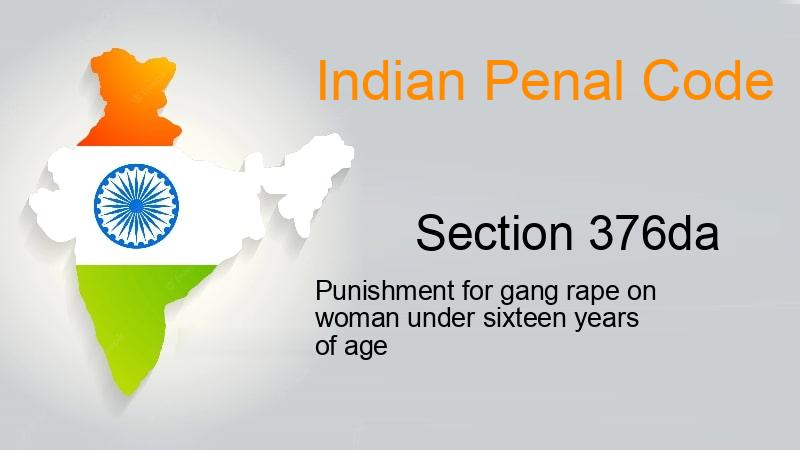 Indian Penal Code
Section 376da
Punishment for gang rape on
woman under sixteen years
of age